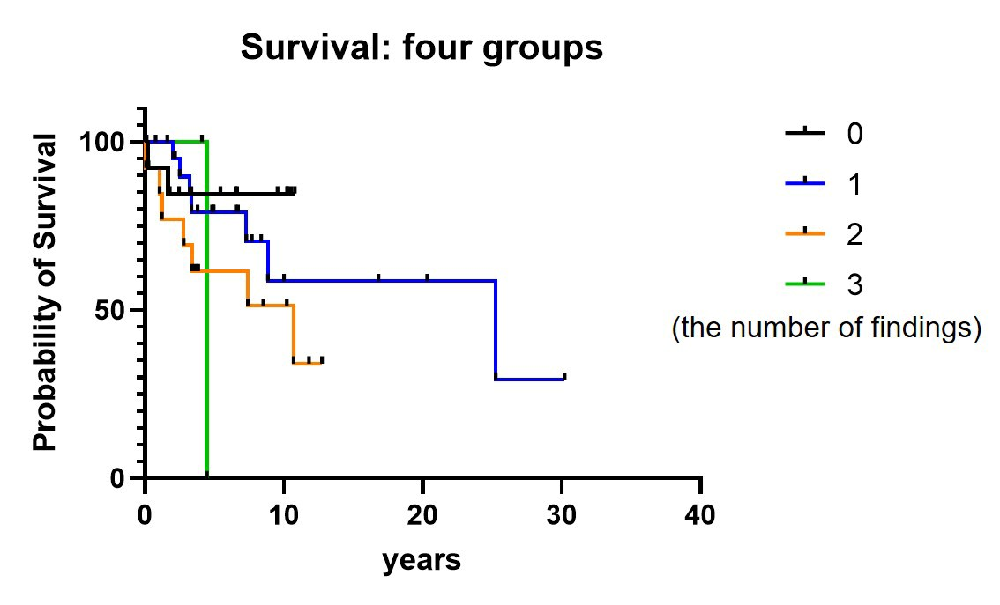 Survival: four groups
Probability of Survival
100
50
0
0 10 20 30 40
years
0
1
2
3
(the number of findings)